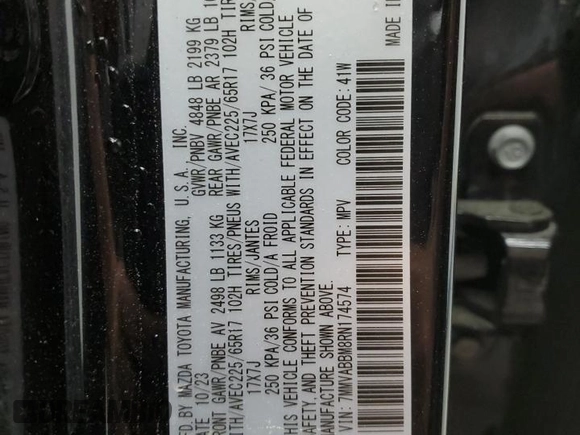 MFD. BY MAZDA TOYOTA MANUFACTURING, U.S.A., INC.
DATE 10/23 GVWR/PNBV 4848 LB 2199 KG
FRONT GAWR/PNBE AV 2498 LB 1133 KG REAR GAWR/PNBE AR 2379 LB
WITH/AVEC225/65R17 102H TIRES/PNEUS WITH/AVEC225/65R17 102H
17X7J RIMS/JANTES 17X7J RIMS/
250 KPA/36 PSI COLD/A FROID 250 KPA/ 36 PSI COLD/
THIS VEHICLE CONFORMS TO ALL APPLICABLE FEDERAL MOTOR VEHICLE
SAFETY, AND THEFT PREVENTION STANDARDS IN EFFECT ON THE DATE OF
MANUFACTURE SHOWN ABOVE. MADE
7MMVABBM8RN174574 TYPE: MPV COLOR CODE: 41W